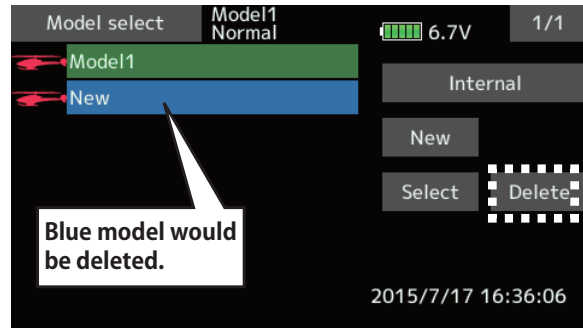 Model select
Model1
Normal
6.7V
1/1
Model1
New
Internal
New
Select
Delete
Blue model would
be deleted.
2015/7/17 16:36:06